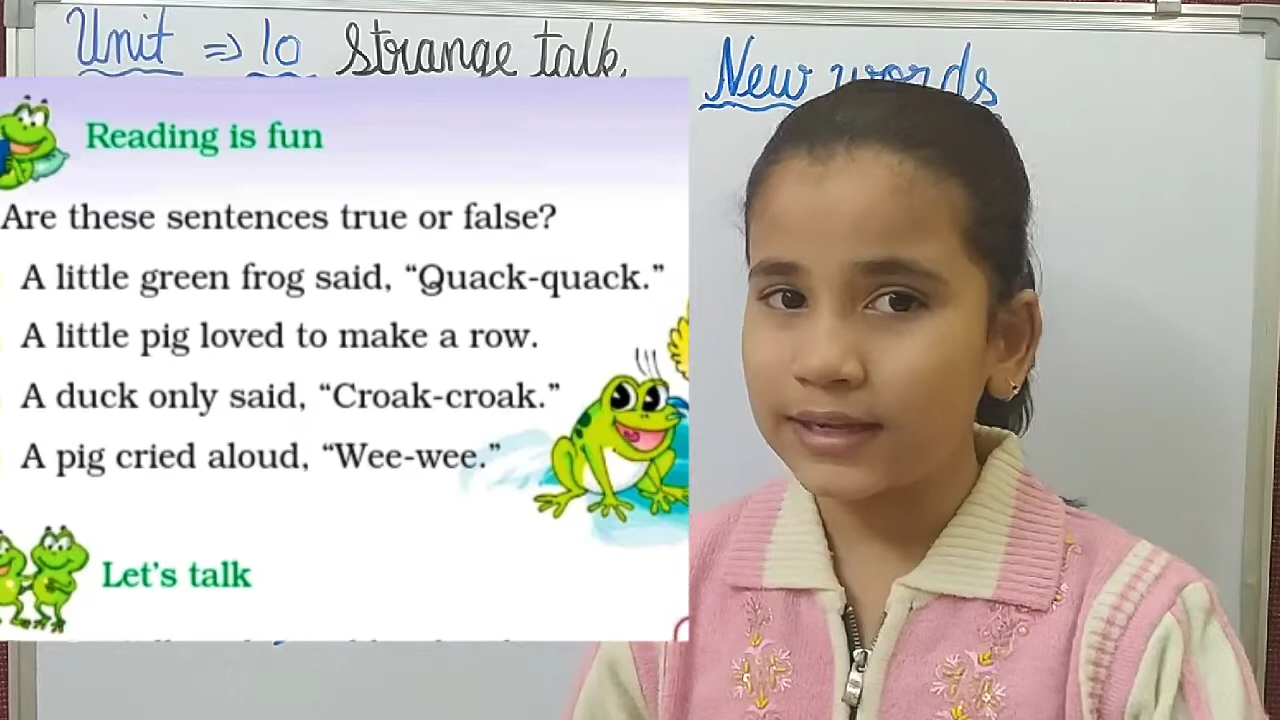 Unit => 10 Strange talk.
New words
Reading is fun
Are these sentences true or false?
A little green frog said, “Quack-quack.”
A little pig loved to make a row.
A duck only said, “Croak-croak.”
A pig cried aloud, “Wee-wee.”
Let’s talk